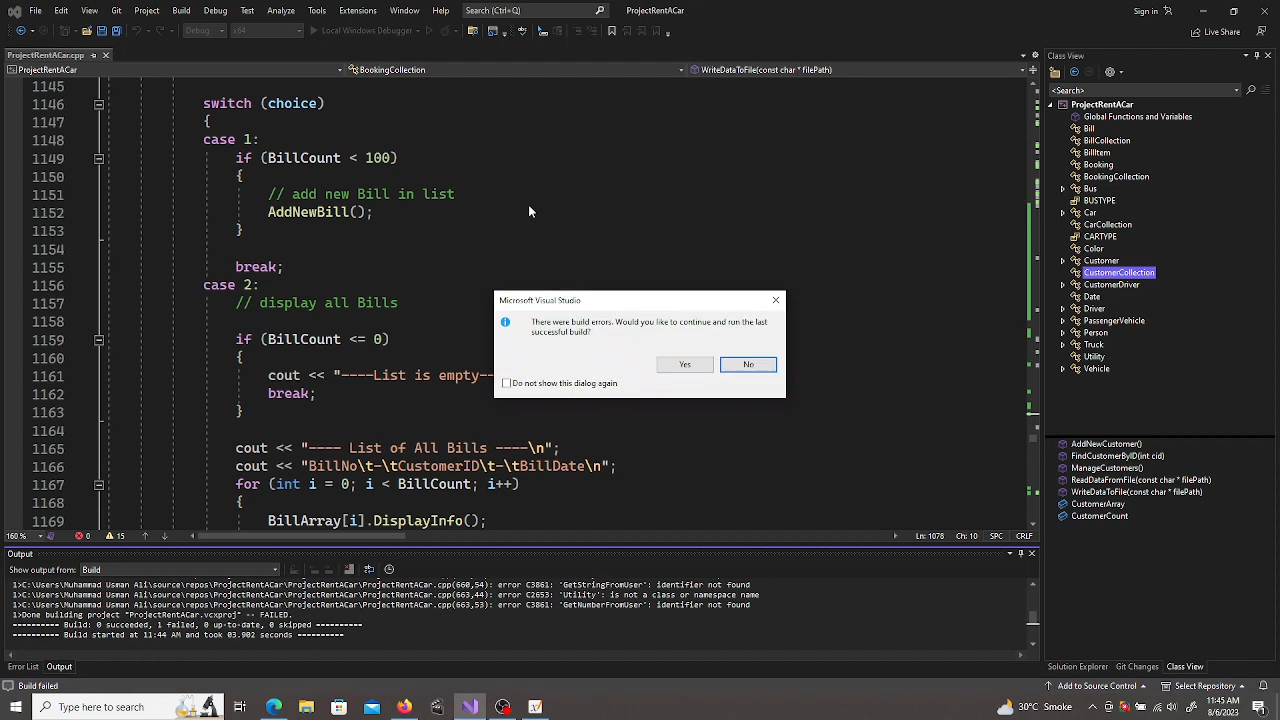 File Edit View Git Project Build Debug Test Analyze Tools Extensions Window Help Search (Ctrl+Q) ProjectRentACar Sign in
Debug x64 Local Windows Debugger Live Share
ProjectRentACar.cpp
ProjectRentACar BookingCollection WriteDataToFile(const char * filePath)
1145
1146 switch (choice)
1147 {
1148 case 1:
1149 if (BillCount < 100)
1150 {
1151 // add new Bill in list
1152 AddNewBill();
1153 }
1154
1155 break;
1156 case 2:
1157 // display all Bills
1158
1159 if (BillCount <= 0)
1160 {
1161 cout << "----List is empty--
1162 break;
1163 }
1164
1165 cout << "---- List of All Bills ----\n";
1166 cout << "BillNo\t-\tCustomerID\t-\tBillDate\n";
1167 for (int i = 0; i < BillCount; i++)
1168 {
1169 BillArray[i].DisplayInfo();
160 % 0 15 Ln: 1078 Ch: 10 SPC CRLF
Microsoft Visual Studio
There were build errors. Would you like to continue and run the last
successful build?
Yes No
Do not show this dialog again
Output
Show output from: Build
1>C:\Users\Muhammad Usman Ali\source\repos\ProjectRentACar\ProjectRentACar\ProjectRentACar.cpp(660,54): error C3861: 'GetStringFromUser': identifier not found
1>C:\Users\Muhammad Usman Ali\source\repos\ProjectRentACar\ProjectRentACar\ProjectRentACar.cpp(663,53): error C2653: 'Utility': is not a class or namespace name
1>C:\Users\Muhammad Usman Ali\source\repos\ProjectRentACar\ProjectRentACar\ProjectRentACar.cpp(663,53): error C3861: 'GetNumberFromUser': identifier not found
1>Done building project "ProjectRentACar.vcxproj" -- FAILED.
========== Build: 0 succeeded, 1 failed, 0 up-to-date, 0 skipped ==========
========== Build started at 11:44 AM and took 03.902 seconds ==========
Error List Output
Class View
<Search>
ProjectRentACar
Global Functions and Variables
Bill
BillCollection
BillItem
Booking
BookingCollection
Bus
BUSTYPE
Car
CarCollection
CARTYPE
Color
Customer
CustomerCollection
CustomerDriver
Date
Driver
PassengerVehicle
Person
Truck
Utility
Vehicle
AddNewCustomer()
FindCustomerByID(int cid)
ManageCustomers()
ReadDataFromFile(const char * filePath)
WriteDataToFile(const char * filePath)
CustomerArray
CustomerCount
Solution Explorer Git Changes Class View
Build failed Add to Source Control Select Repository
Type here to search 30°C Smoke 11:45 AM
8/6/2023